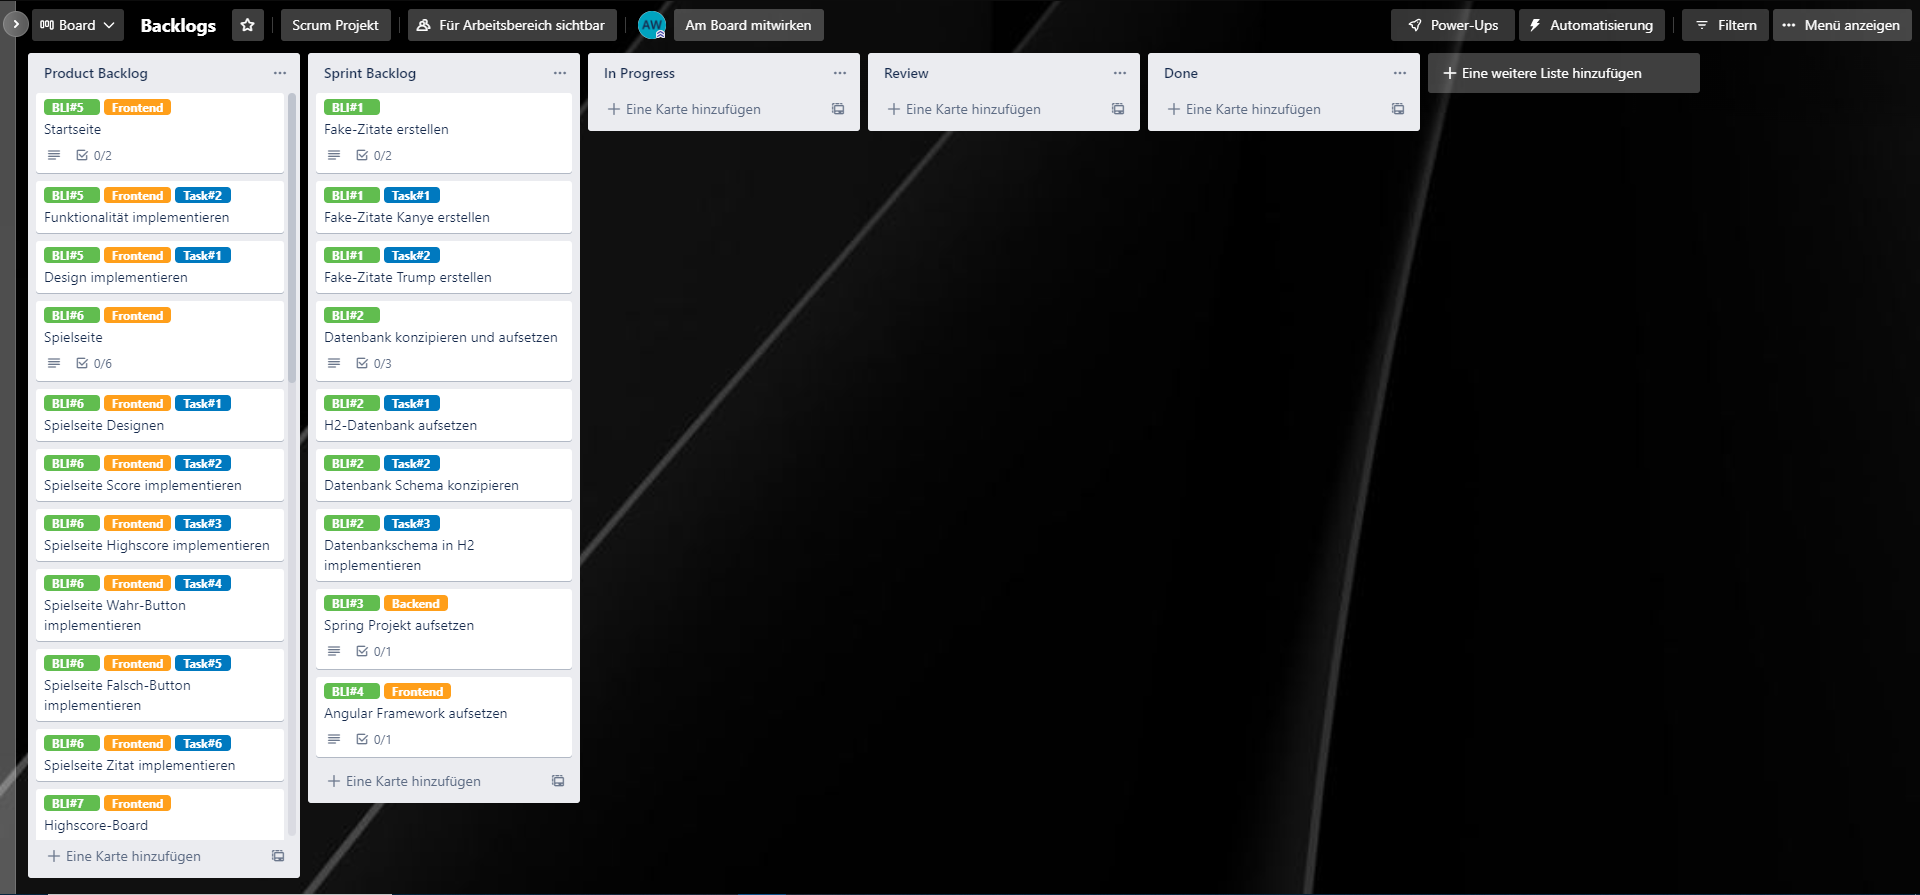 Board
Backlogs
Scrum Projekt
Für Arbeitsbereich sichtbar
AW
Am Board mitwirken
Power-Ups
Automatisierung
Filtern
Menü anzeigen
Product Backlog
BLI#5 Frontend
Startseite
0/2
BLI#5 Frontend Task#2
Funktionalität implementieren
BLI#5 Frontend Task#1
Design implementieren
BLI#6 Frontend
Spielseite
0/6
BLI#6 Frontend Task#1
Spielseite Designen
BLI#6 Frontend Task#2
Spielseite Score implementieren
BLI#6 Frontend Task#3
Spielseite Highscore implementieren
BLI#6 Frontend Task#4
Spielseite Wahr-Button
implementieren
BLI#6 Frontend Task#5
Spielseite Falsch-Button
implementieren
BLI#6 Frontend Task#6
Spielseite Zitat implementieren
BLI#7 Frontend
Highscore-Board
Eine Karte hinzufügen
Sprint Backlog
BLI#1
Fake-Zitate erstellen
0/2
BLI#1 Task#1
Fake-Zitate Kanye erstellen
BLI#1 Task#2
Fake-Zitate Trump erstellen
BLI#2
Datenbank konzipieren und aufsetzen
0/3
BLI#2 Task#1
H2-Datenbank aufsetzen
BLI#2 Task#2
Datenbank Schema konzipieren
BLI#2 Task#3
Datenbankschema in H2
implementieren
BLI#3 Backend
Spring Projekt aufsetzen
0/1
BLI#4 Frontend
Angular Framework aufsetzen
0/1
Eine Karte hinzufügen
In Progress
Eine Karte hinzufügen
Review
Eine Karte hinzufügen
Done
Eine Karte hinzufügen
Eine weitere Liste hinzufügen